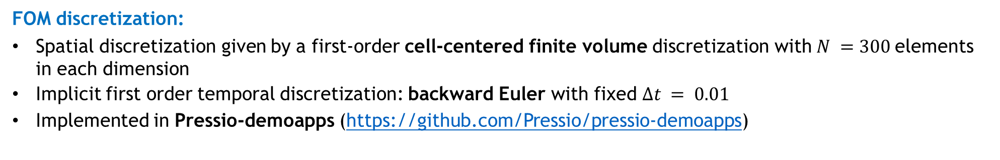 FOM discretization:
• Spatial discretization given by a first-order cell-centered finite volume discretization with N = 300 elements
in each dimension
• Implicit first order temporal discretization: backward Euler with fixed Δt = 0.01
• Implemented in Pressio-demoapps (https://github.com/Pressio/pressio-demoapps)